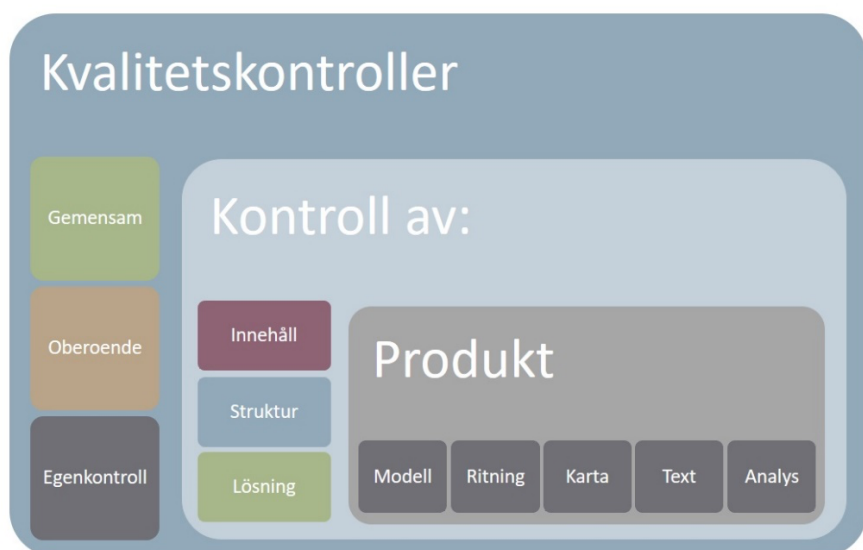 Kvalitetskontroller
Gemensam
Oberoende
Egenkontroll
Kontroll av:
Innehåll
Struktur
Lösning
Produkt
Modell
Ritning
Karta
Text
Analys